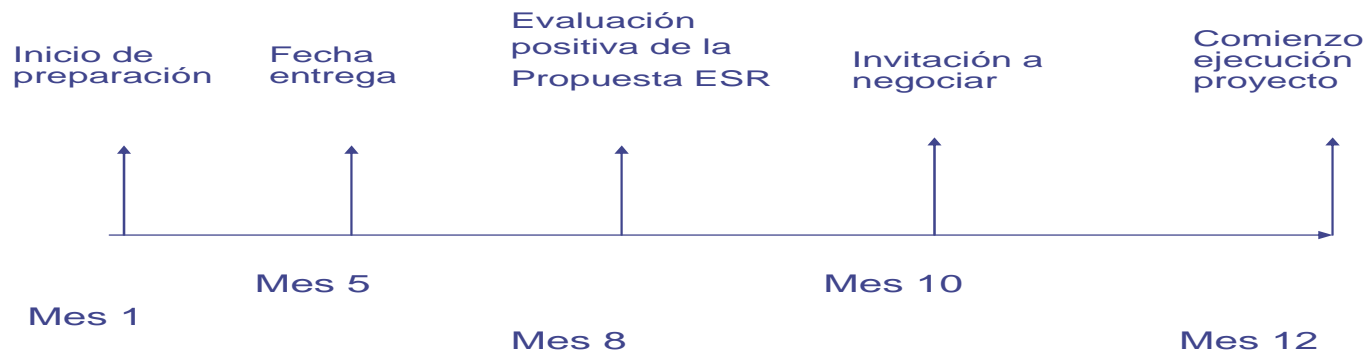 Inicio de
preparación
Fecha
entrega
Evaluación
positiva de la
Propuesta ESR
Invitación a
negociar
Comienzo
ejecución
proyecto
Mes 1
Mes 5
Mes 8
Mes 10
Mes 12